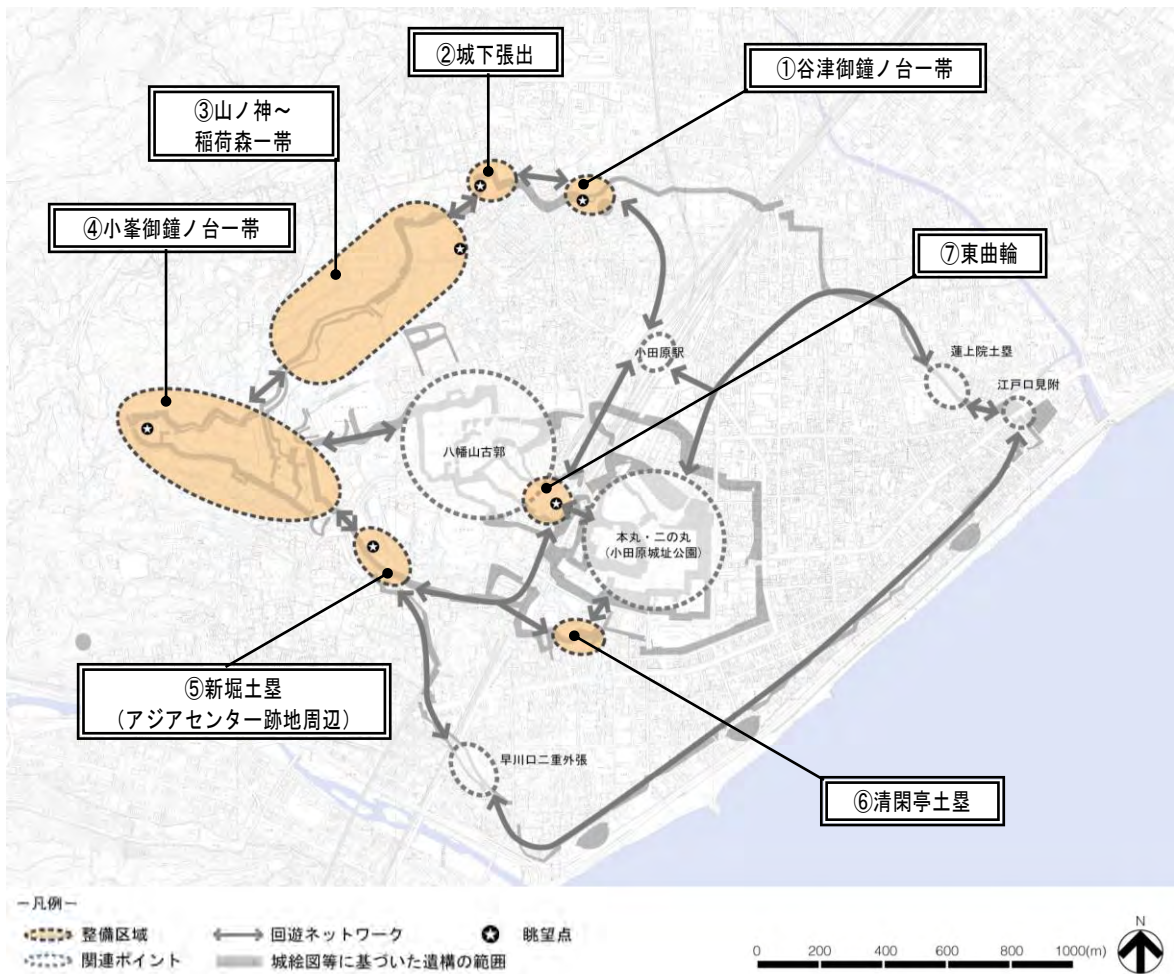 ②城下張出
①谷津御鐘ノ台一帯
③山ノ神～
稲荷森一帯
④小峯御鐘ノ台一帯
⑦東曲輪
小田原駅
蓮上院土塁
江戸口見附
八幡山古郭
本丸・二の丸
(小田原城址公園)
⑤新堀土塁
(アジアセンター跡地周辺)
早川口二重外張
⑥清閑亭土塁
－凡例－
整備区域
回遊ネットワーク
眺望点
関連ポイント
城絵図等に基づいた遺構の範囲
0 200 400 600 800 1000(m)
N